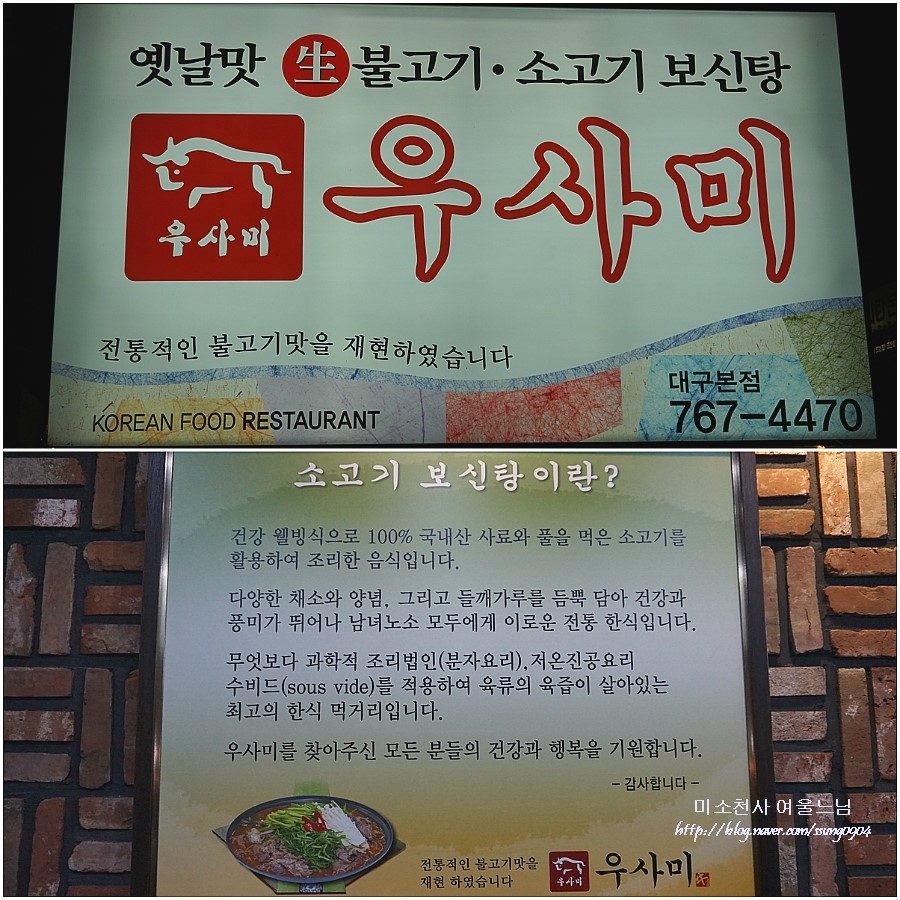 옛날맛 生 불고기·소고기 보신탕
우사미
우사미
전통적인 불고기맛을 재현하였습니다
대구본점
KOREAN FOOD RESTAURANT
767-4470
소고기 보신탕이란?
건강 웰빙식으로 100% 국내산 사료와 풀을 먹은 소고기를
활용하여 조리한 음식입니다.
다양한 채소와 양념, 그리고 들깨가루를 듬뿍 담아 건강과
풍미가 뛰어나 남녀노소 모두에게 이로운 전통 한식입니다.
무엇보다 과학적 조리법인(분자요리),저온진공요리
수비드(sous vide)를 적용하여 육류의 육즙이 살아있는
최고의 한식 먹거리입니다.
우사미를 찾아주신 모든 분들의 건강과 행복을 기원합니다.
- 감사합니다 -
미소천사 여울느님
http://blog.naver.com/ssung0904
전통적인 불고기맛을
재현 하였습니다
우사미
우사미